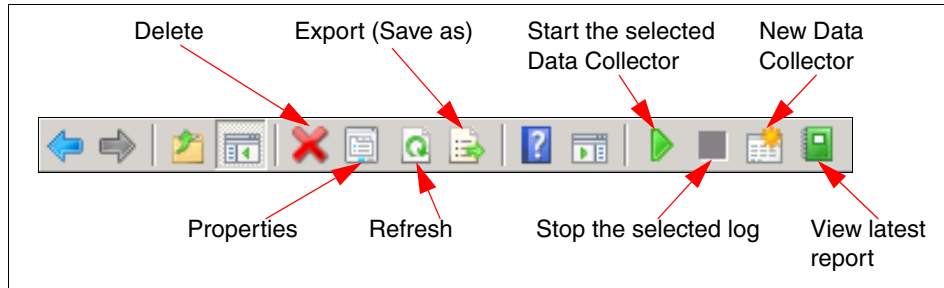 Delete
Export (Save as)
Start the selected
Data Collector
New Data
Collector
?
Properties
Refresh
Stop the selected log
View latest
report